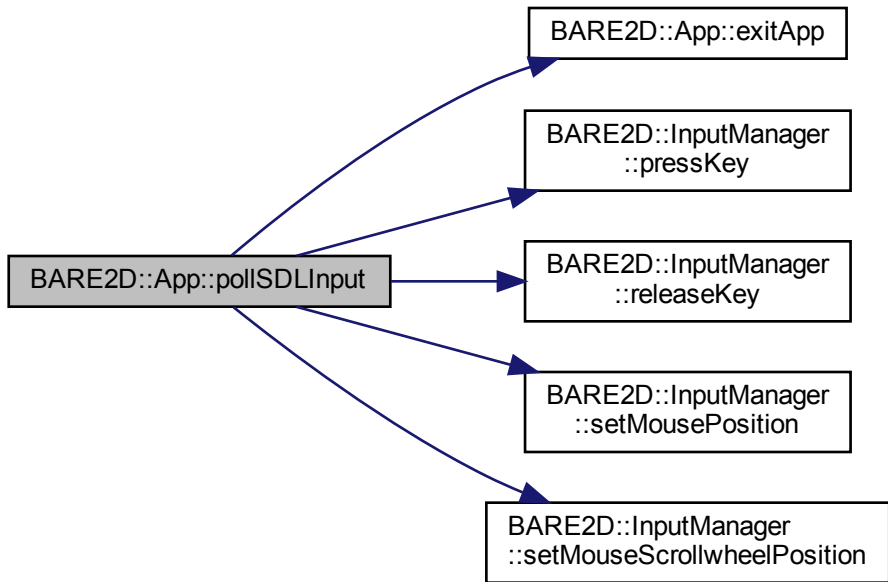 BARE2D::App::exitApp
BARE2D::InputManager
::pressKey
BARE2D::App::pollSDLInput
BARE2D::InputManager
::releaseKey
BARE2D::InputManager
::setMousePosition
BARE2D::InputManager
::setMouseScrollwheelPosition